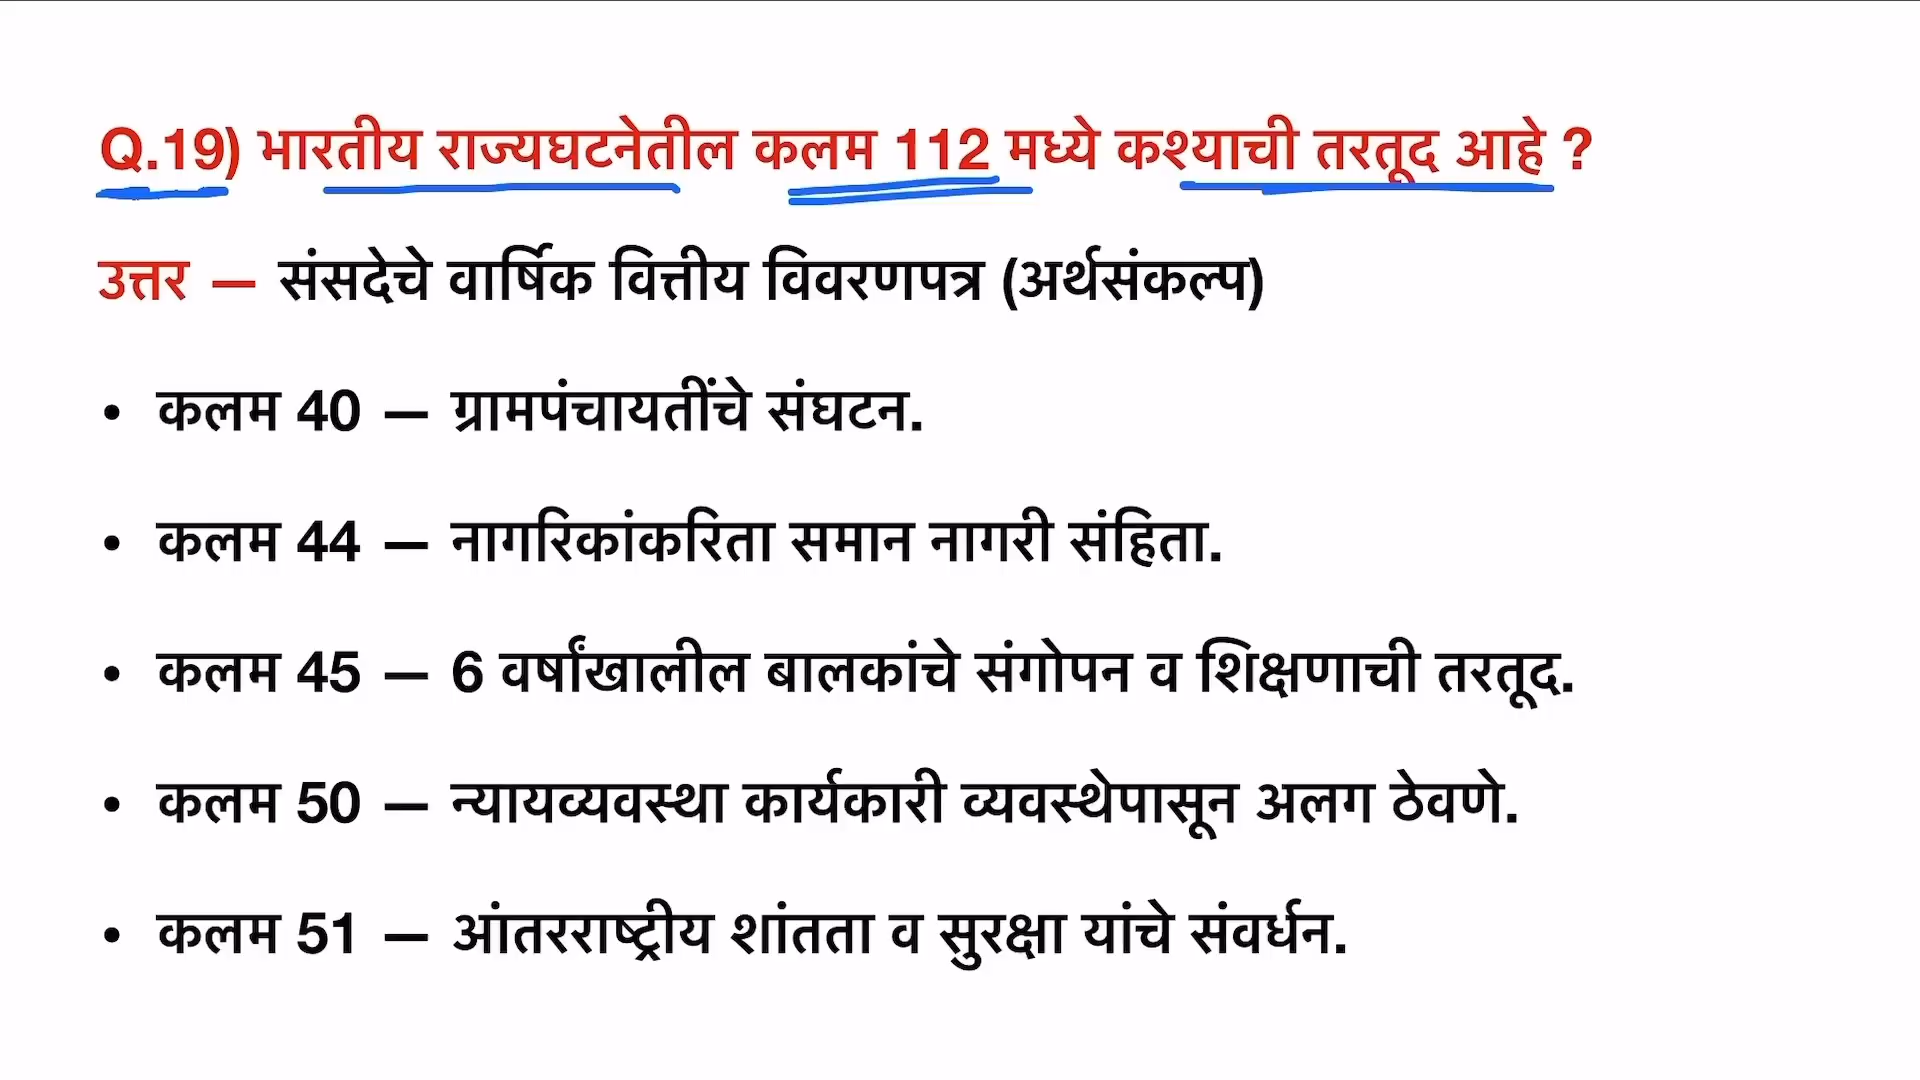 Q.19) भारतीय राज्यघटनेतील कलम 112 मध्ये कश्याची तरतूद आहे ?
उत्तर – संसदेचे वार्षिक वित्तीय विवरणपत्र (अर्थसंकल्प)
• कलम 40 – ग्रामपंचायतींचे संघटन.
• कलम 44 – नागरिकांकरिता समान नागरी संहिता.
• कलम 45 – 6 वर्षांखालील बालकांचे संगोपन व शिक्षणाची तरतूद.
• कलम 50 – न्यायव्यवस्था कार्यकारी व्यवस्थेपासून अलग ठेवणे.
• कलम 51 – आंतरराष्ट्रीय शांतता व सुरक्षा यांचे संवर्धन.